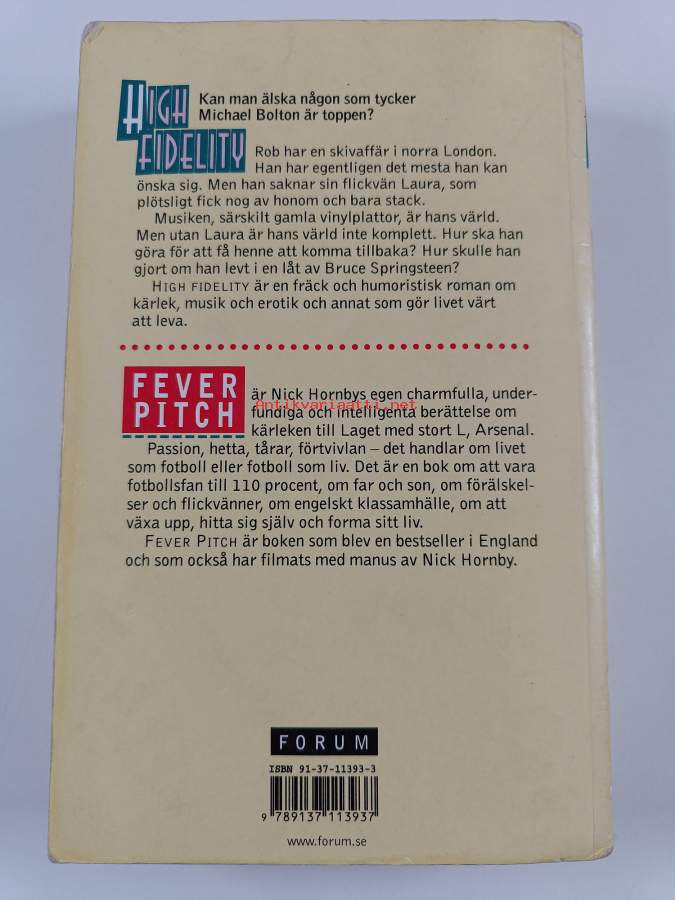 HIGH
FIDELITY
Kan man älska någon som tycker
Michael Bolton är toppen?
Rob har en skivaffär i norra London.
Han har egentligen det mesta han kan
önska sig. Men han saknar sin flickvän Laura, som
plötsligt fick nog av honom och bara stack.
Musiken, särskilt gamla vinylplattor, är hans värld.
Men utan Laura är hans värld inte komplett. Hur ska han
göra för att få henne att komma tillbaka? Hur skulle han
gjort om han levt i en låt av Bruce Springsteen?
HIGH FIDELITY är en fräck och humoristisk roman om
kärlek, musik och erotik och annat som gör livet värt
att leva.
FEVER
PITCH
är Nick Hornbys egen charmfulla, under-
Antikvariaatti.net
fundiga och intelligenta berättelse om
kärleken till Laget med stort L, Arsenal.
Passion, hetta, tårar, förtvivlan – det handlar om livet
som fotboll eller fotboll som liv. Det är en bok om att vara
fotbollsfan till 110 procent, om far och son, om förälskel-
ser och flickvänner, om engelskt klassamhälle, om att
växa upp, hitta sig själv och forma sitt liv.
FEVER PITCH är boken som blev en bestseller i England
och som också har filmats med manus av Nick Hornby.
FORUM
ISBN 91-37-11393-3
9 789137 113937
www.forum.se